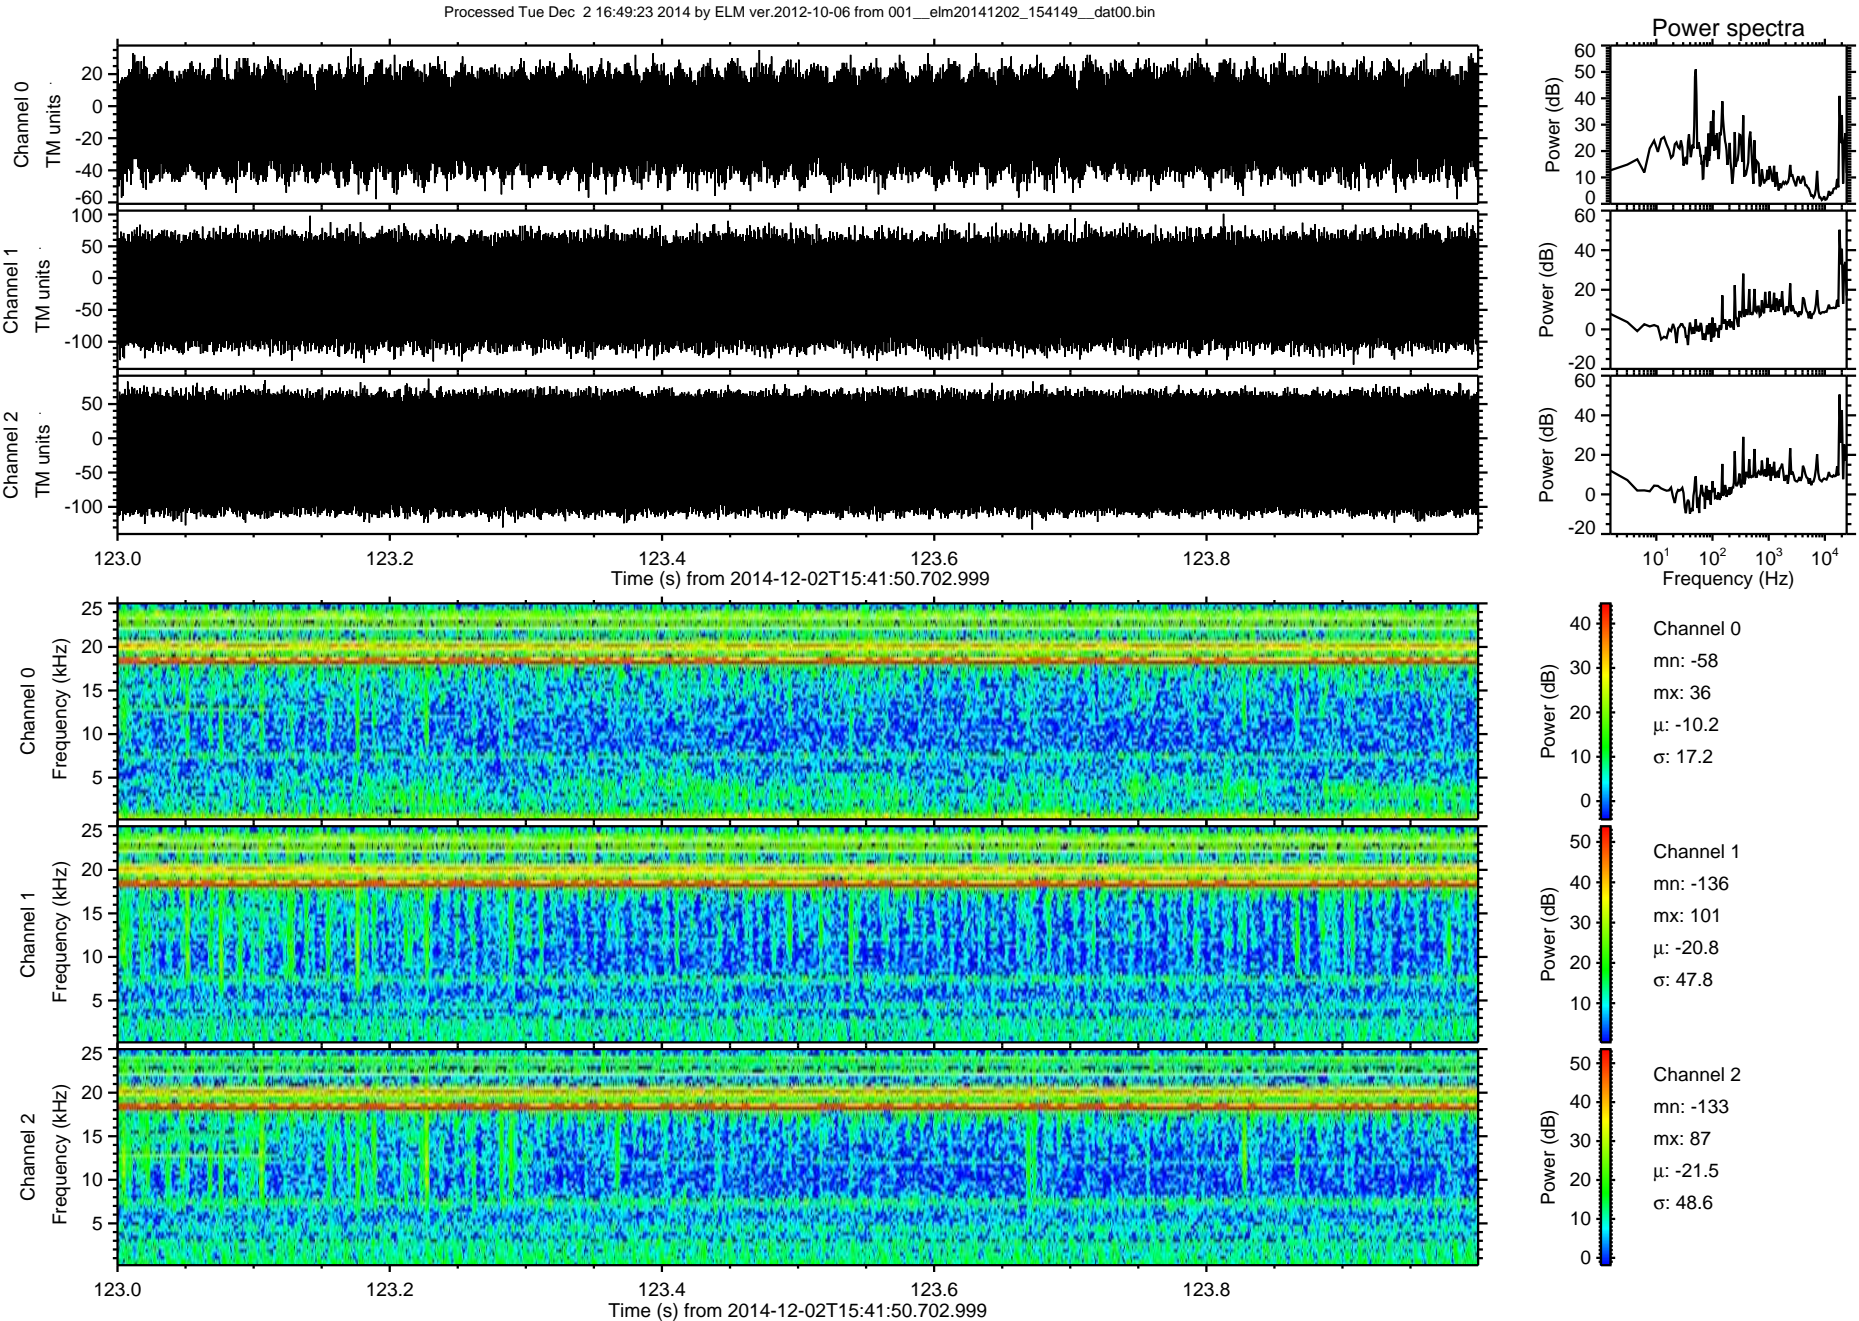 Processed Tue Dec 2 16:49:23 2014 by ELM ver.2012-10-06 from 001__elm20141202_154149__dat00.bin
Power spectra
Channel 0
TM units
20
0
-20
-40
-60
Power (dB)
60
50
40
30
20
10
0
Channel 1
TM units
100
50
0
-50
-100
Power (dB)
60
40
20
0
-20
Channel 2
TM units
50
0
-50
-100
Power (dB)
60
40
20
0
-20
123.0 123.2 123.4 123.6 123.8
Time (s) from 2014-12-02T15:41:50.702.999
10¹ 10² 10³ 10⁴
Frequency (Hz)
Channel 0
Frequency (kHz)
25
20
15
10
5
Power (dB)
40
30
20
10
0
Channel 0
mn: -58
mx: 36
μ: -10.2
σ: 17.2
Channel 1
Frequency (kHz)
25
20
15
10
5
Power (dB)
50
40
30
20
10
Channel 1
mn: -136
mx: 101
μ: -20.8
σ: 47.8
Channel 2
Frequency (kHz)
25
20
15
10
5
Power (dB)
50
40
30
20
10
0
Channel 2
mn: -133
mx: 87
μ: -21.5
σ: 48.6
123.0 123.2 123.4 123.6 123.8
Time (s) from 2014-12-02T15:41:50.702.999